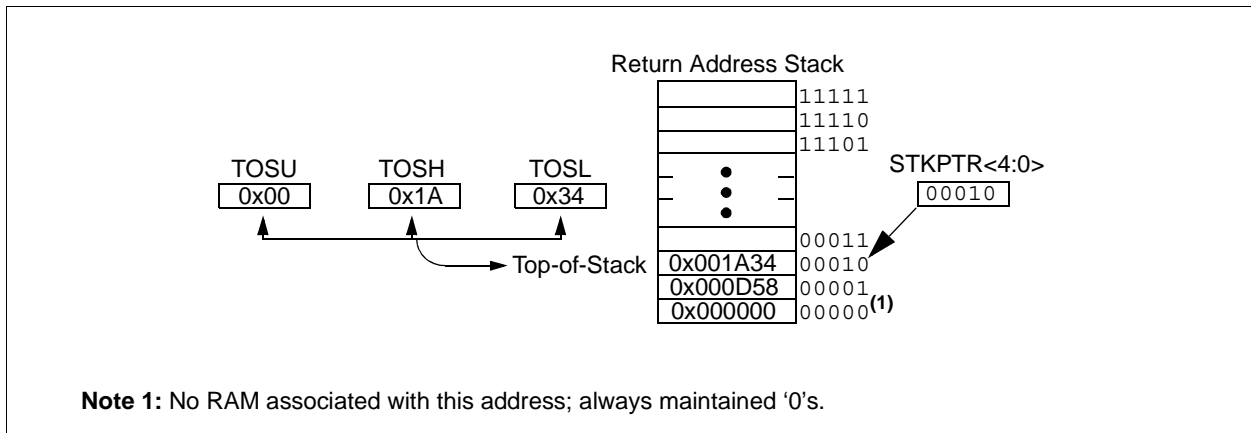 Return Address Stack
11111
11110
11101
TOSU TOSH TOSL STKPTR<4:0>
0x00 0x1A 0x34 00010
00011
Top-of-Stack 0x001A34 00010
0x000D58 00001
0x000000 00000(1)
Note 1: No RAM associated with this address; always maintained ‘0’s.